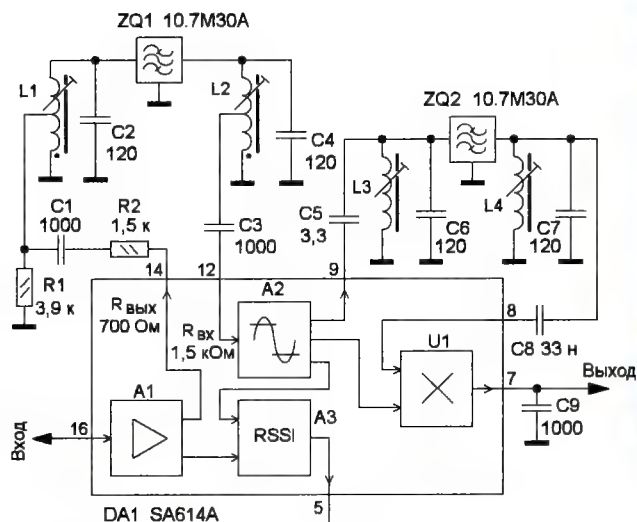 ZQ1 10.7M30A
L1
C2
120
L2
C4
120
ZQ2 10.7M30A
L3
C6
120
L4
C7
120
C1
1000
R2
1,5 к
C3
1000
C5
3,3
R1
3,9 к
14
12
9
Rвых
700 Ом
Rвх
1,5 кОм
A2
8
C8 33 н
U1
7
Выход
C9
1000
A1
16
Вход
RSSI
A3
5
DA1 SA614A